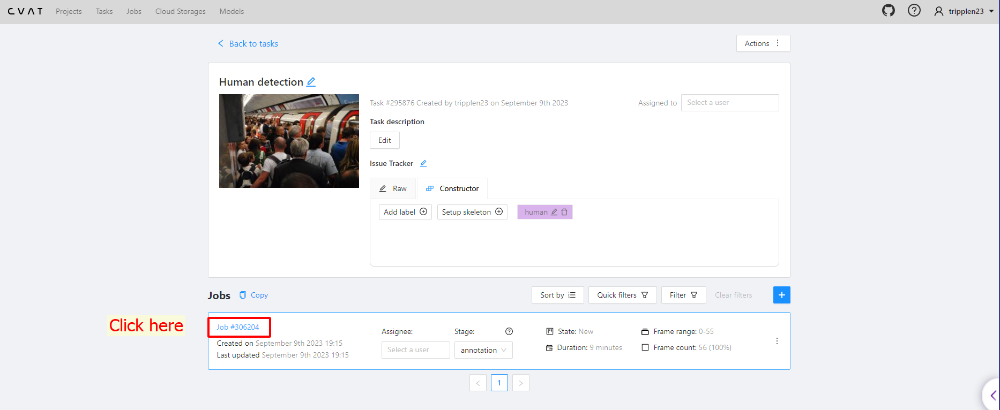 CVAT Projects Tasks Jobs Cloud Storages Models tripplen23
Back to tasks Actions
Human detection
Task #295876 Created by tripplen23 on September 9th 2023 Assigned to Select a user
Task description
Edit
Issue Tracker
Raw Constructor
Add label Setup skeleton human
Jobs Copy Sort by Quick filters Filter Clear filters +
Click here
Job #306204
Created on September 9th 2023 19:15
Last updated September 9th 2023 19:15
Assignee: Stage: State: New Frame range: 0-55
Select a user annotation Duration: 9 minutes Frame count: 56 (100%)
< 1 >